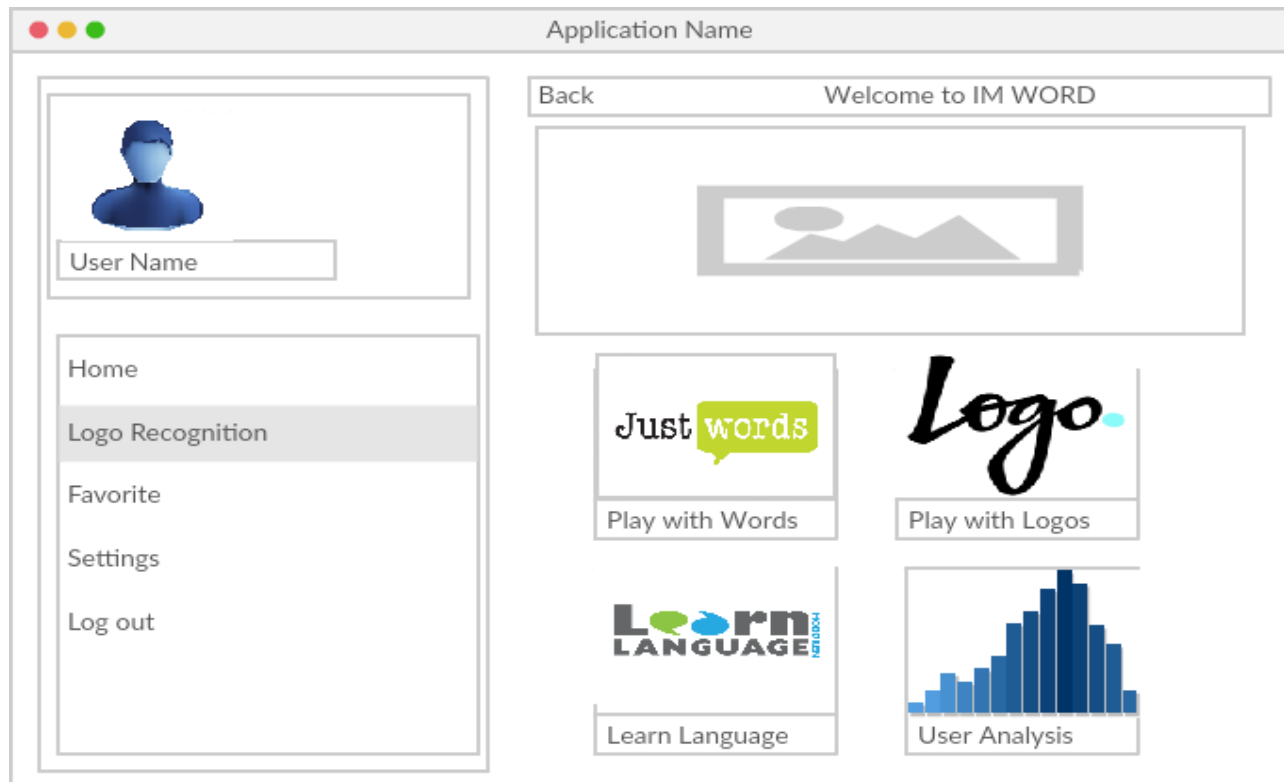 Application Name
Back
Welcome to IM WORD
User Name
Home
Logo Recognition
Favorite
Settings
Log out
Just words
Play with Words
Logo.
Play with Logos
Learn
LANGUAGE
Learn Language
User Analysis